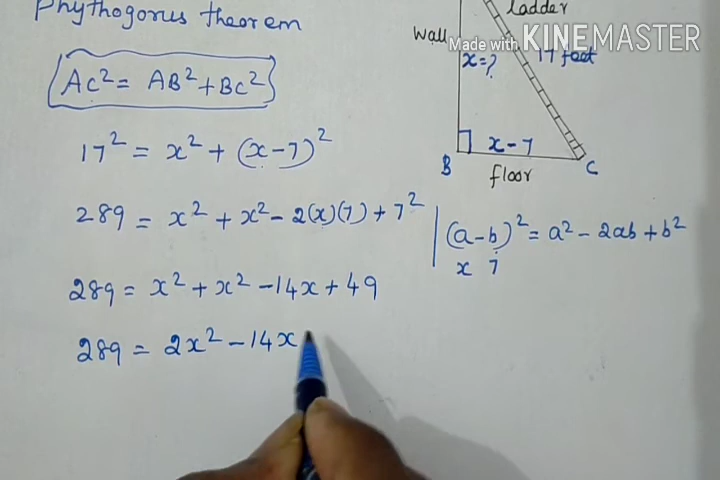 Phythogorus theorem
AC² = AB² + BC²
17² = x² + (x-7)²
289 = x² + x² - 2(x)(7) + 7²
289 = x² + x² - 14x + 49
289 = 2x² - 14x
ladder
Wall
Made with KINEMASTER
x=?
17 feet
x-7
B
C
floor
(a-b)² = a² - 2ab + b²
x 7